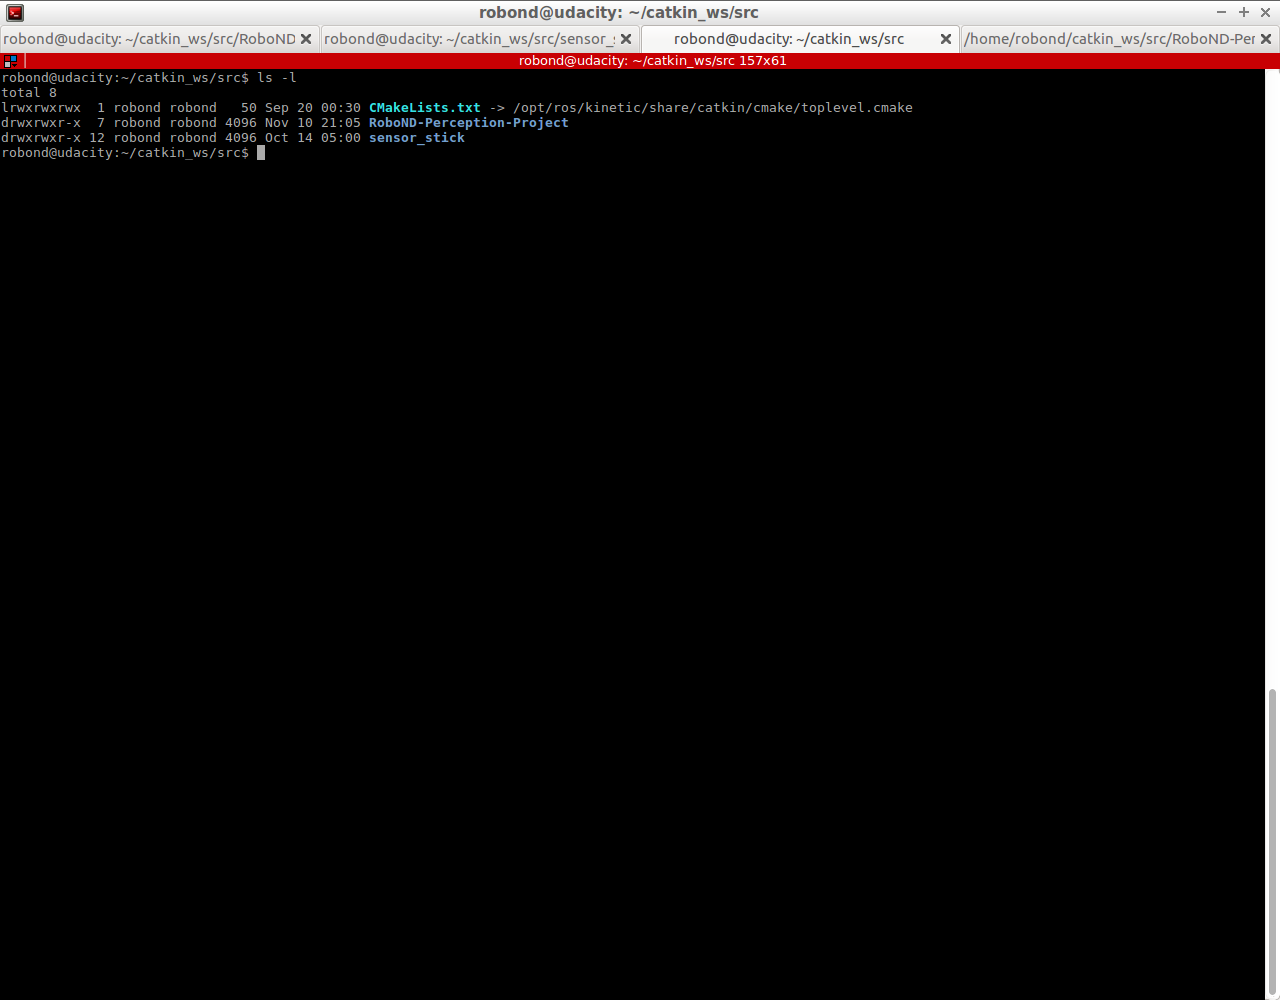 robond@udacity: ~/catkin_ws/src
robond@udacity: ~/catkin_ws/src/RoboND
robond@udacity: ~/catkin_ws/src/sensor_s
robond@udacity: ~/catkin_ws/src
/home/robond/catkin_ws/src/RoboND-Per
robond@udacity: ~/catkin_ws/src 157x61
robond@udacity:~/catkin_ws/src$ ls -l
total 8
lrwxrwxrwx  1 robond robond   50 Sep 20 00:30 CMakeLists.txt -> /opt/ros/kinetic/share/catkin/cmake/toplevel.cmake
drwxrwxr-x  7 robond robond 4096 Nov 10 21:05 RoboND-Perception-Project
drwxrwxr-x 12 robond robond 4096 Oct 14 05:00 sensor_stick
robond@udacity:~/catkin_ws/src$